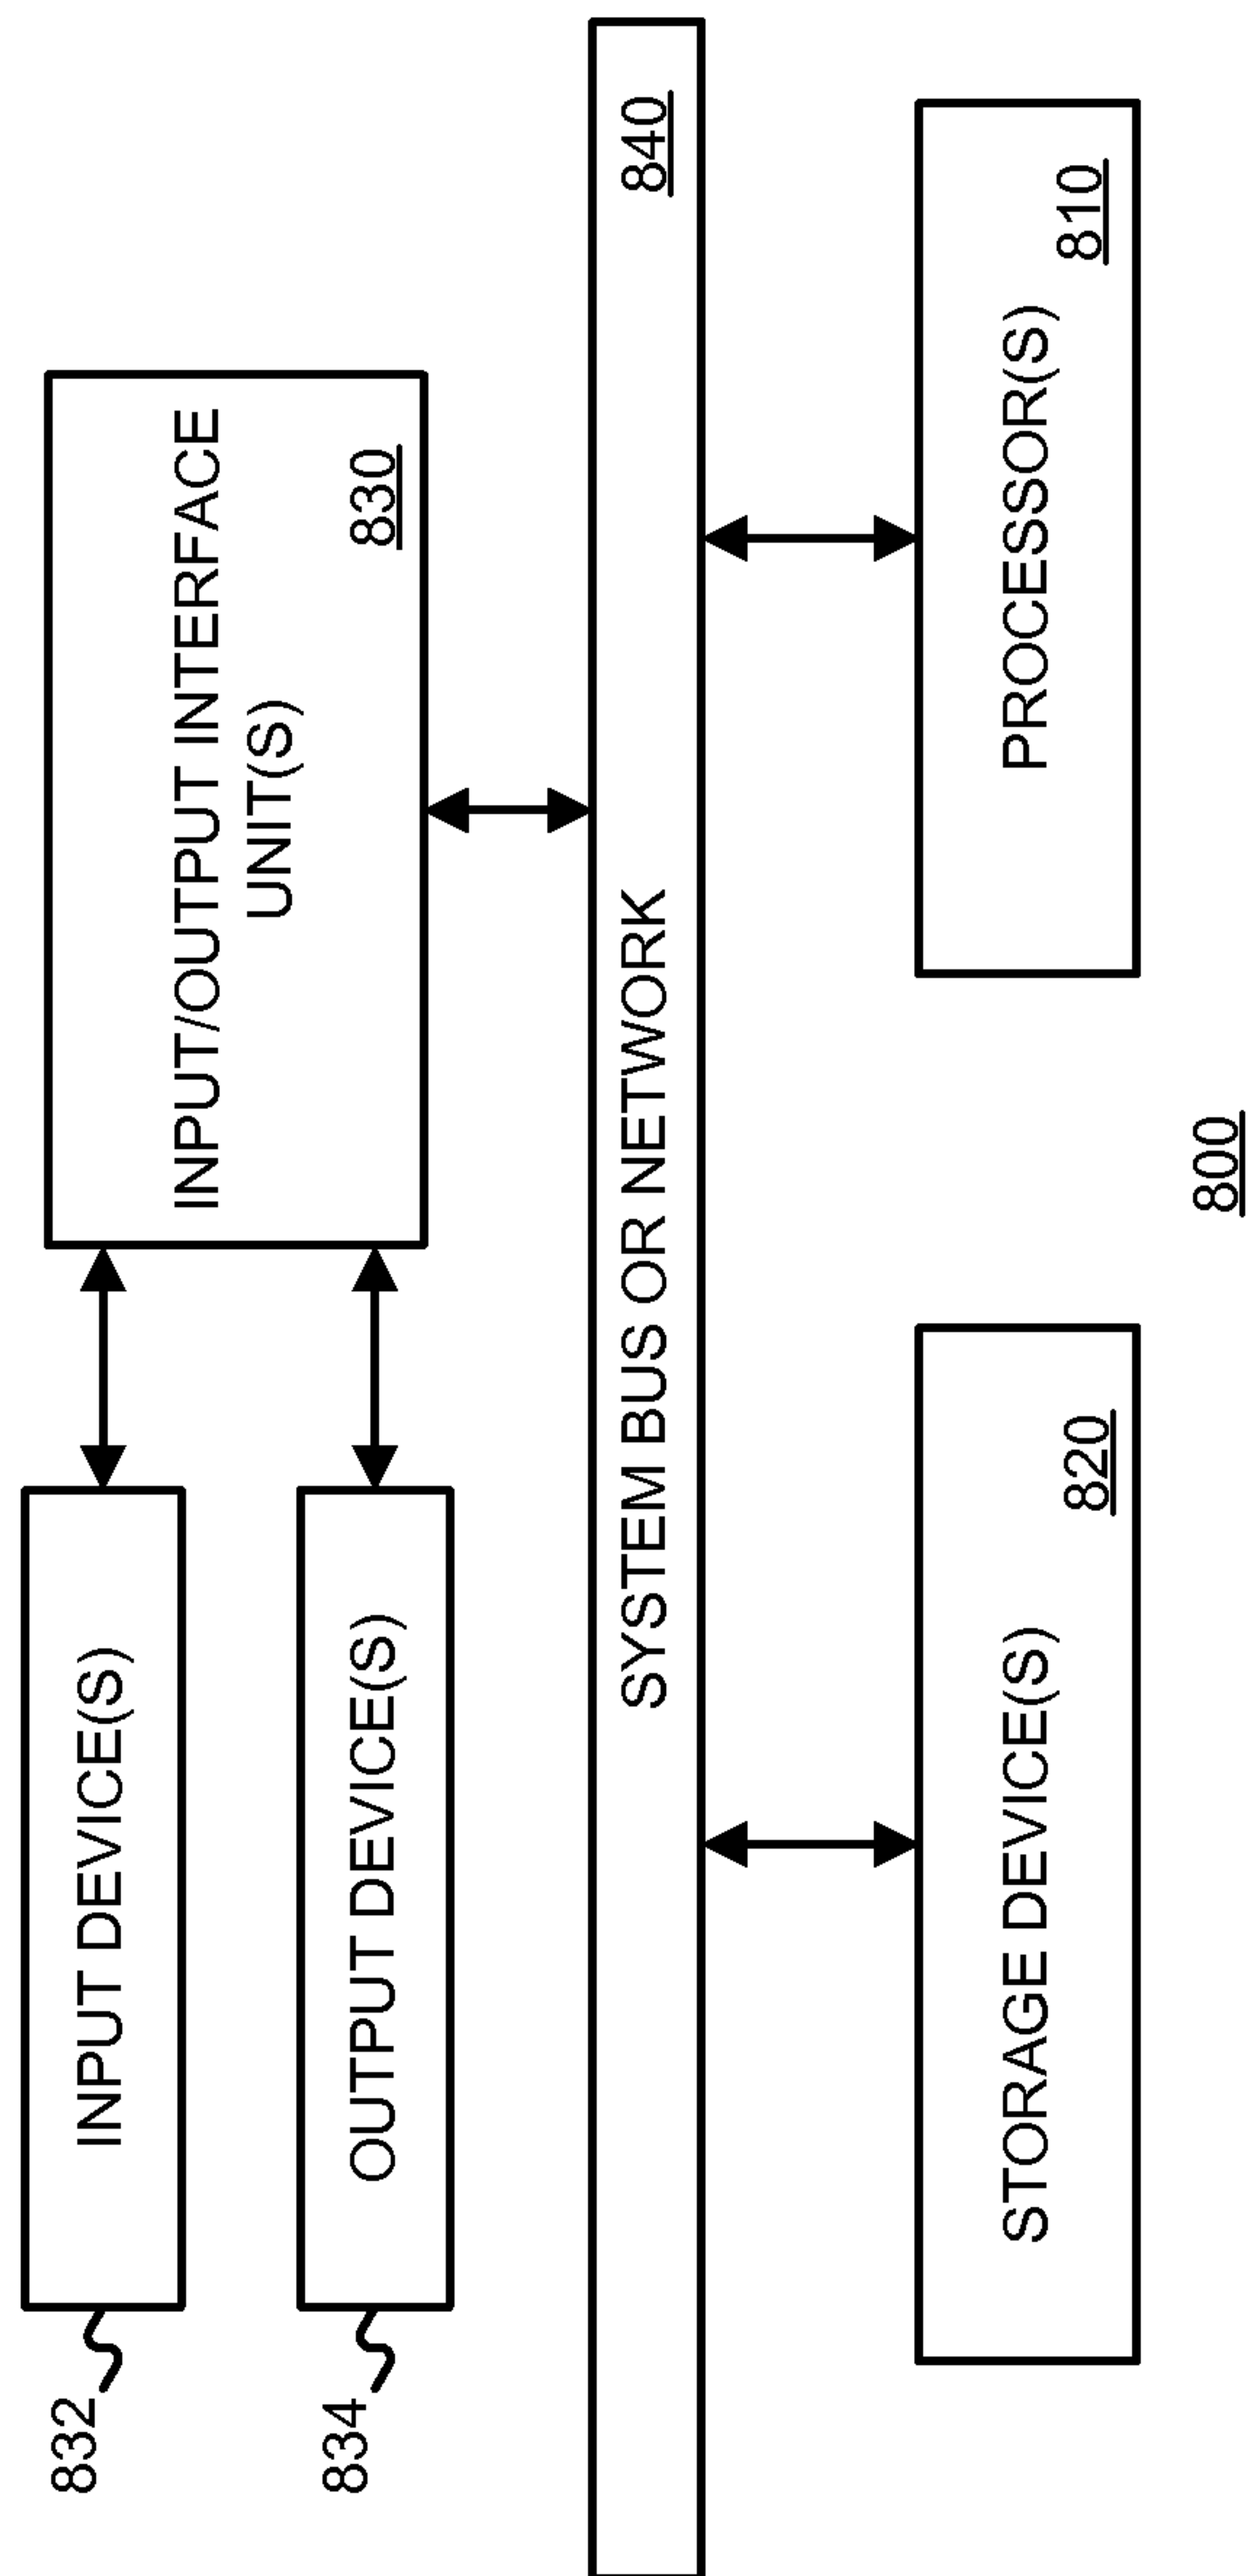 832
INPUT DEVICE(S)
INPUT/OUTPUT INTERFACE
UNIT(S)
830
834
OUTPUT DEVICE(S)
SYSTEM BUS OR NETWORK
840
STORAGE DEVICE(S)
820
PROCESSOR(S)
810
800